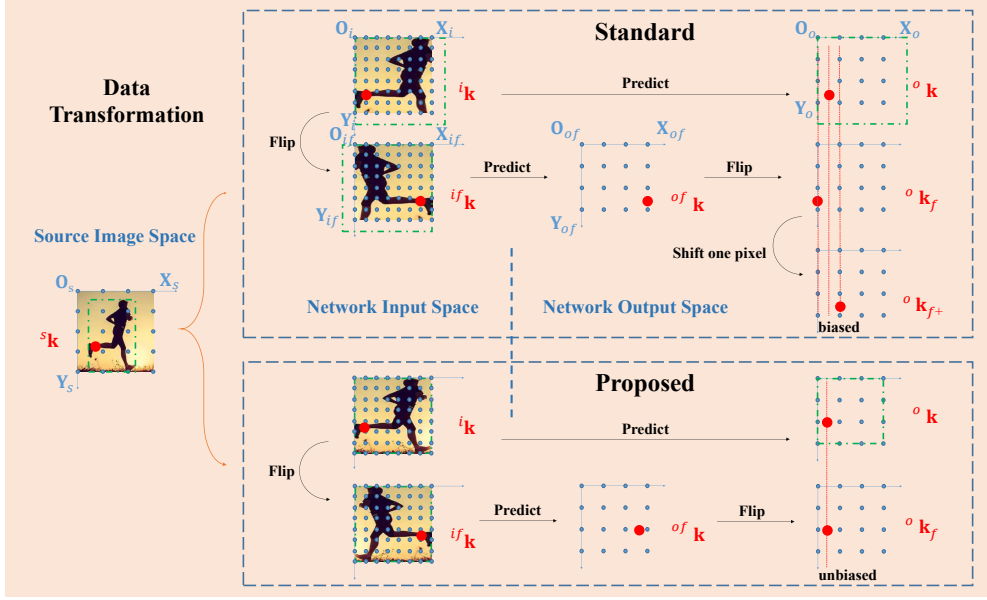 Data
Transformation
Source Image Space
O_s
X_s
^s k
Y_s
Standard
O_i
X_i
^i k
Predict
O_o
X_o
Y_o
^o k
Y_i
Flip
O_if
X_if
Y_if
^if k
Predict
O_of
X_of
Y_of
^of k
Flip
^o k_f
Shift one pixel
^o k_f+
biased
Network Input Space
Network Output Space
Proposed
^i k
Predict
^o k
Flip
^if k
Predict
^of k
Flip
^o k_f
unbiased